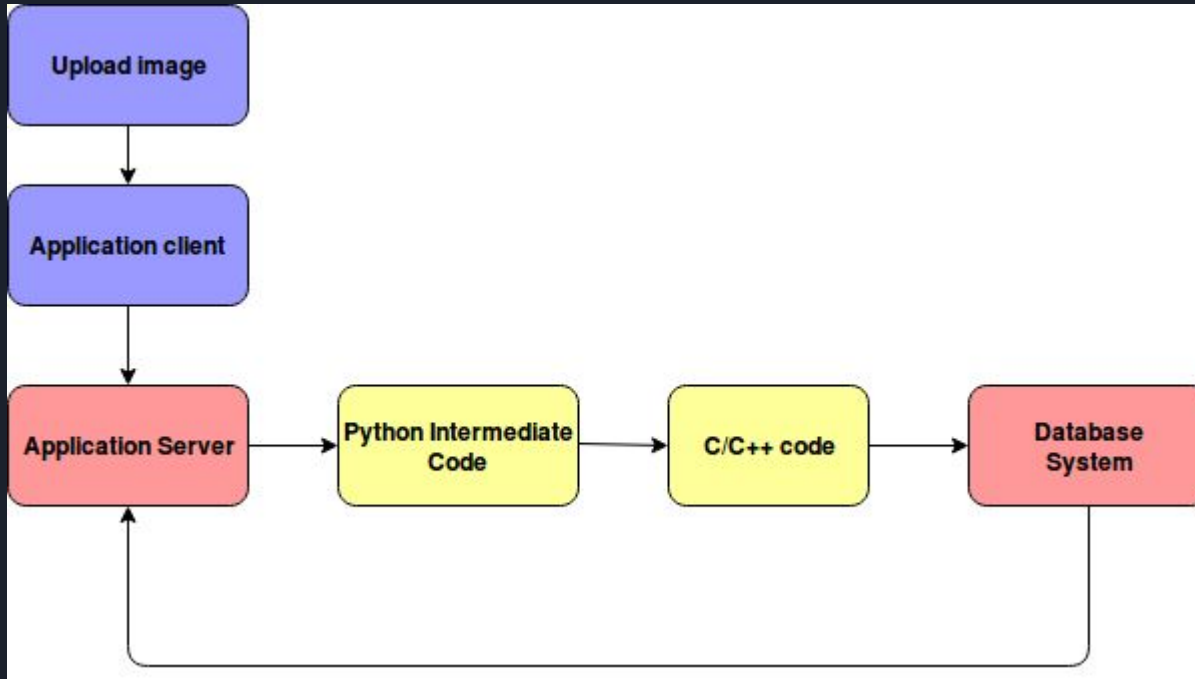 Upload image
Application client
Application Server
Python Intermediate
Code
C/C++ code
Database
System